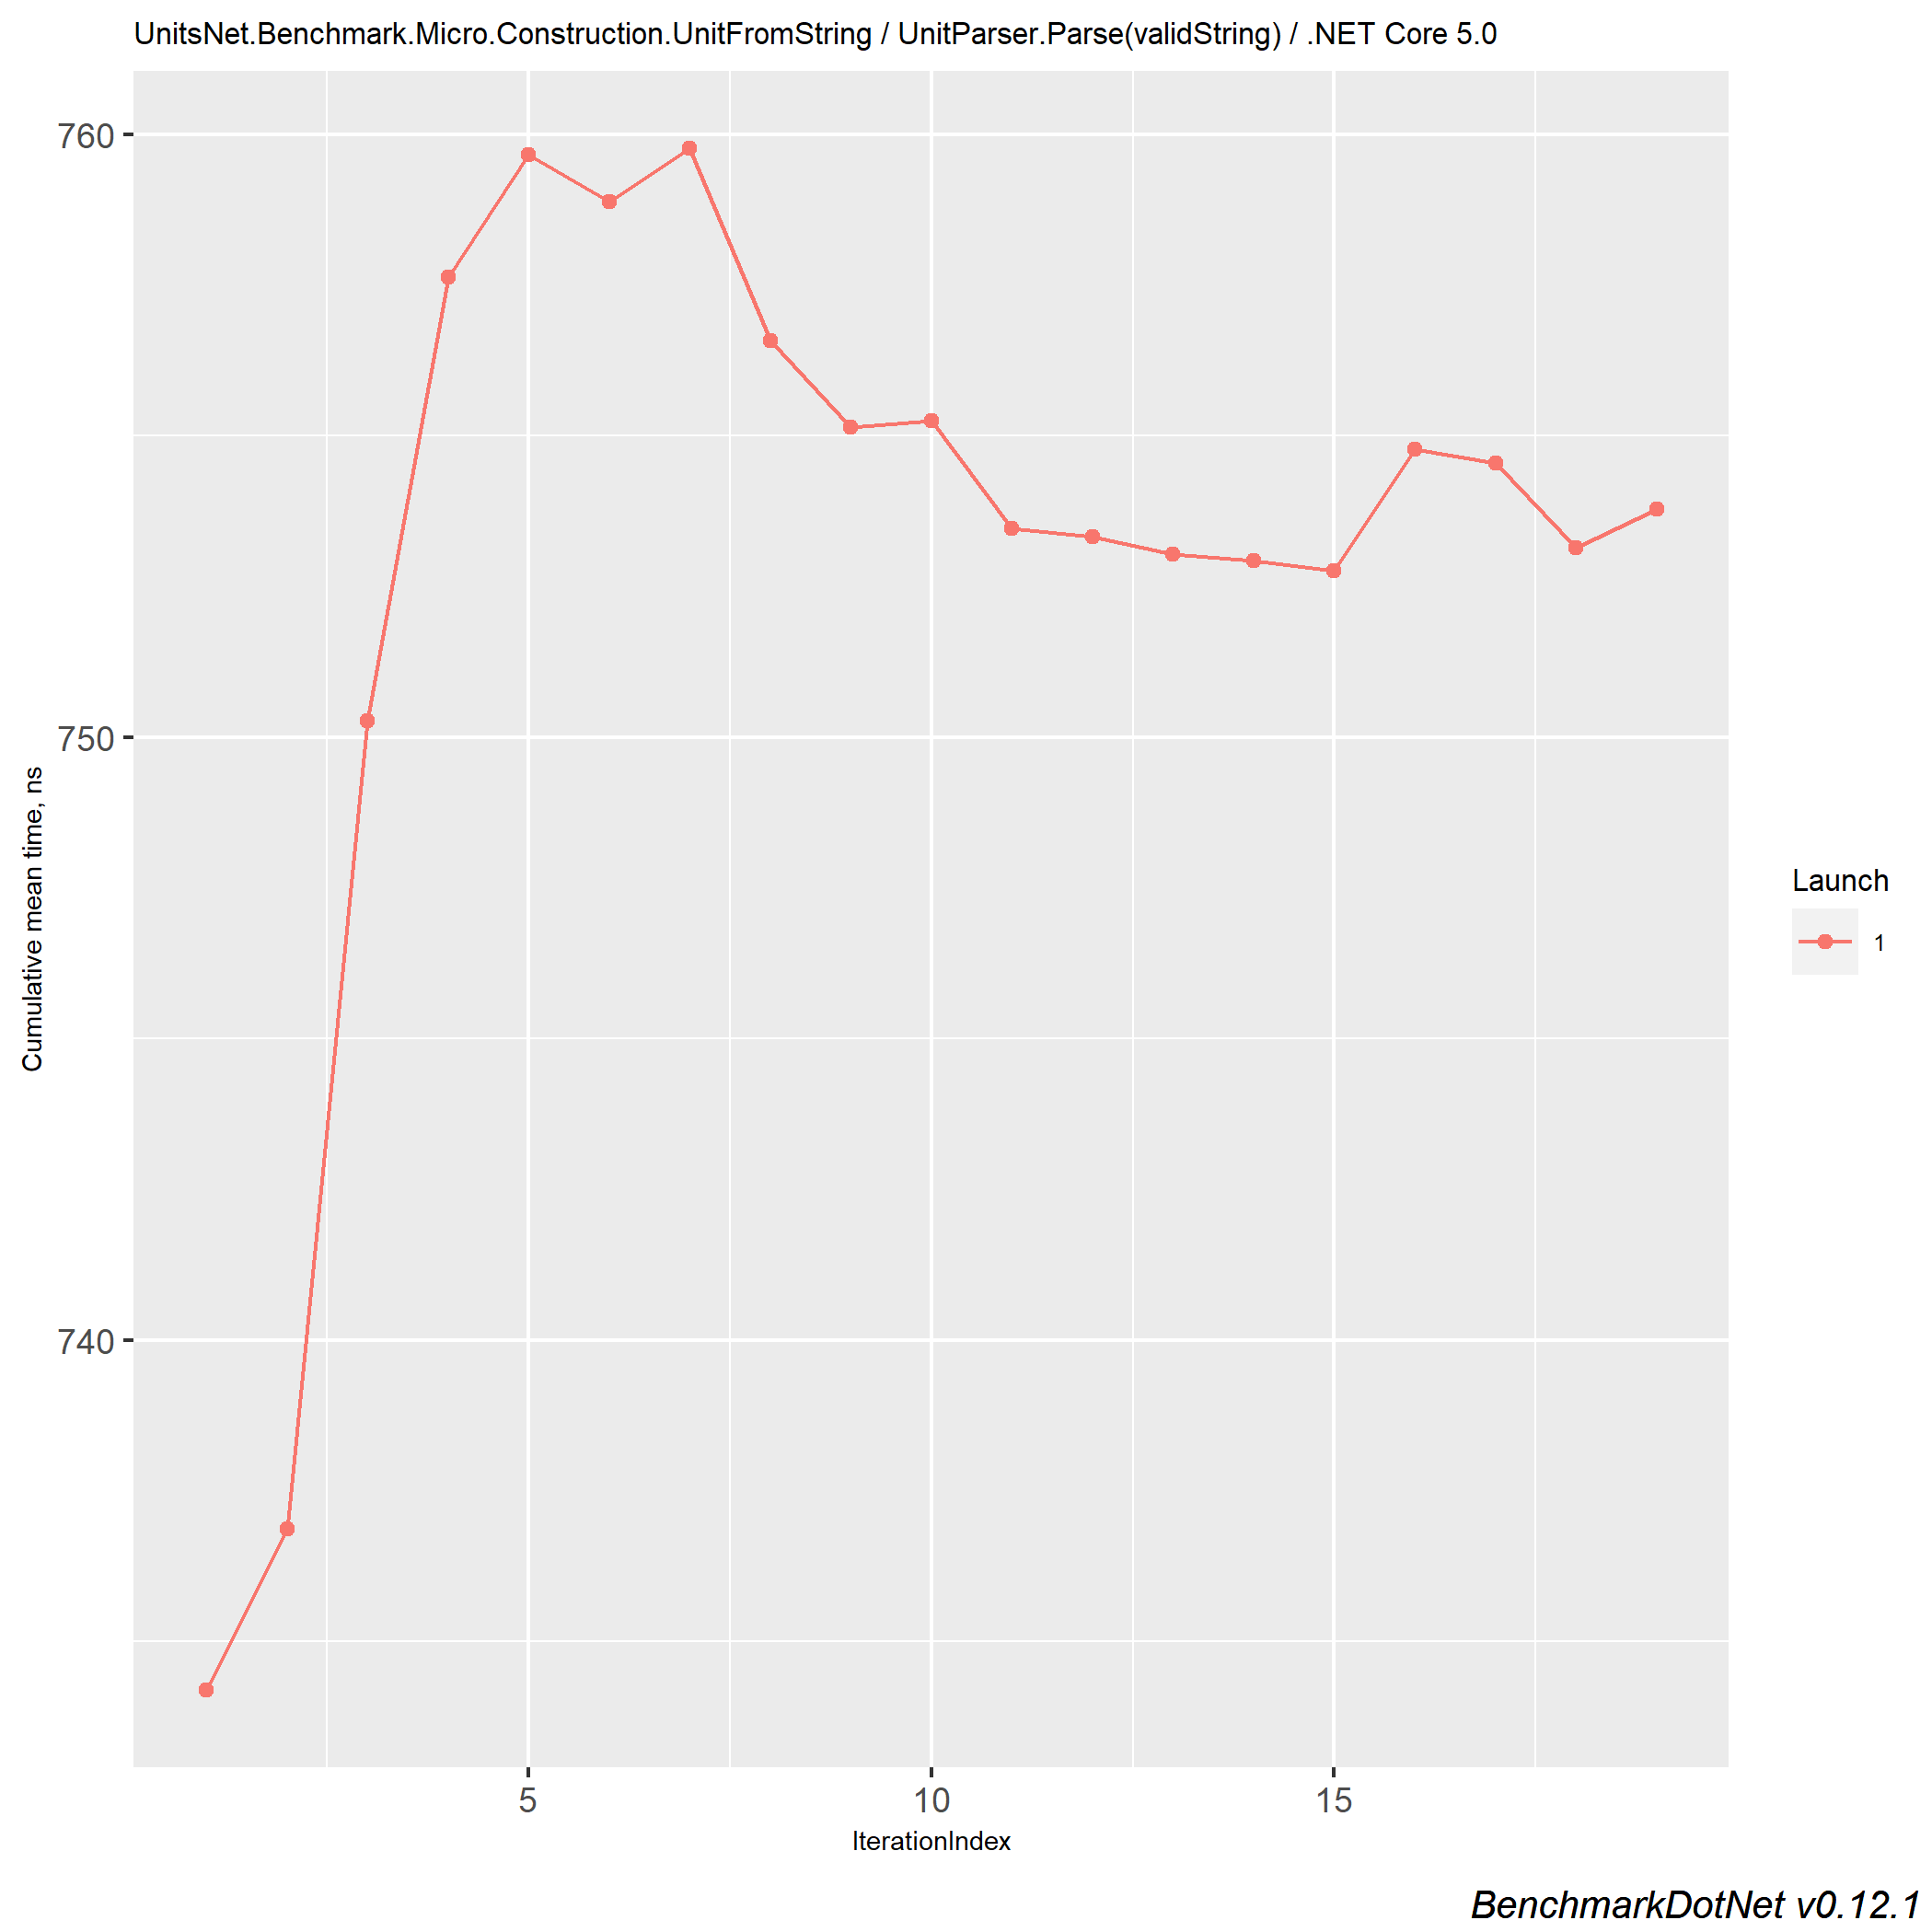 UnitsNet.Benchmark.Micro.Construction.UnitFromString / UnitParser.Parse(validString) / .NET Core 5.0
760
750
740
Cumulative mean time, ns
5
10
15
IterationIndex
Launch
1
BenchmarkDotNet v0.12.1